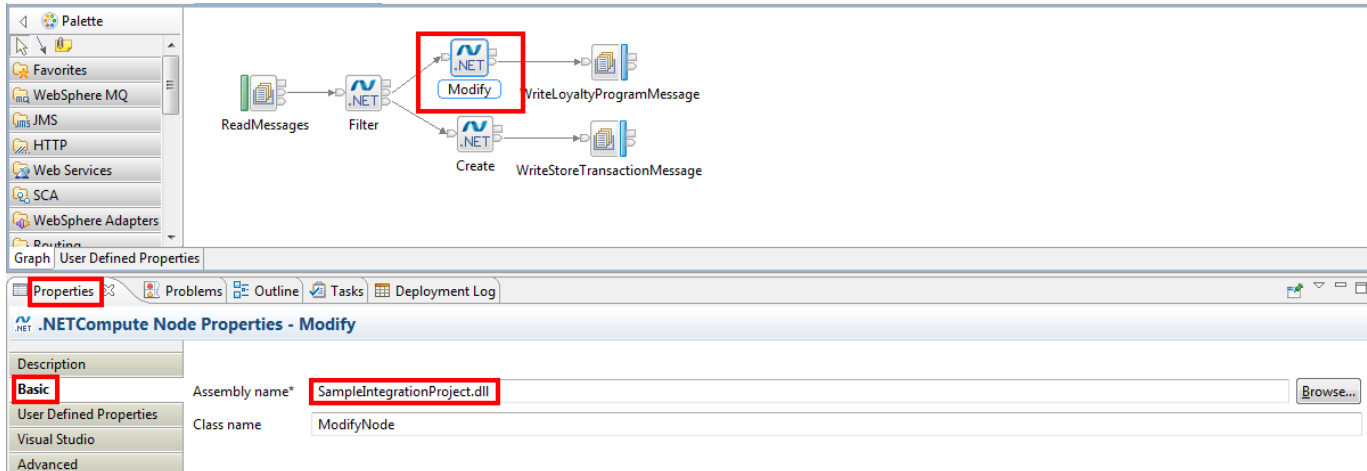 Palette
Favorites
WebSphere MQ
JMS
HTTP
Web Services
SCA
WebSphere Adapters
Routing
.NET
Modify
WriteLoyaltyProgramMessage
ReadMessages
.NET
Filter
.NET
Create
WriteStoreTransactionMessage
Graph User Defined Properties
Properties Problems Outline Tasks Deployment Log
.NET .NETCompute Node Properties - Modify
Description
Basic
Assembly name* SampleIntegrationProject.dll Browse...
User Defined Properties
Class name ModifyNode
Visual Studio
Advanced